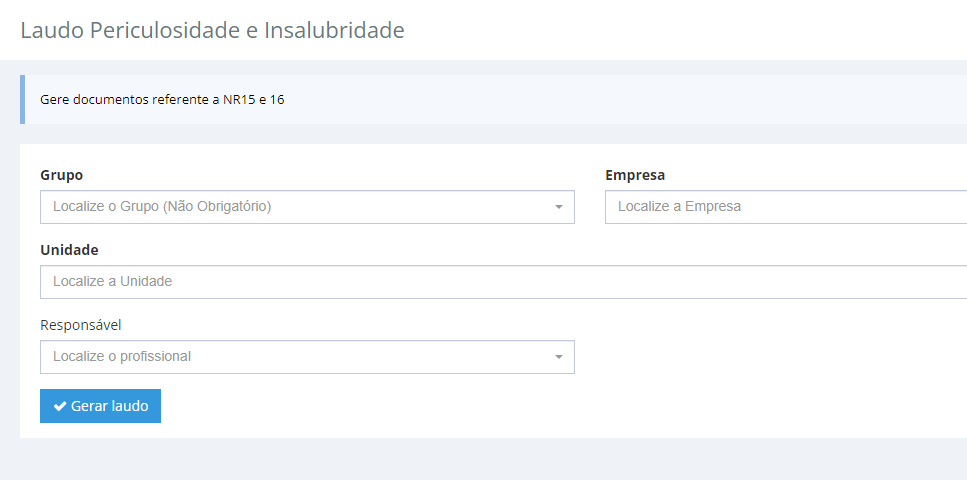 Laudo Periculosidade e Insalubridade
Gere documentos referente a NR15 e 16
Grupo
Empresa
Localize o Grupo (Não Obrigatório)
Localize a Empresa
Unidade
Localize a Unidade
Responsável
Localize o profissional
Gerar laudo